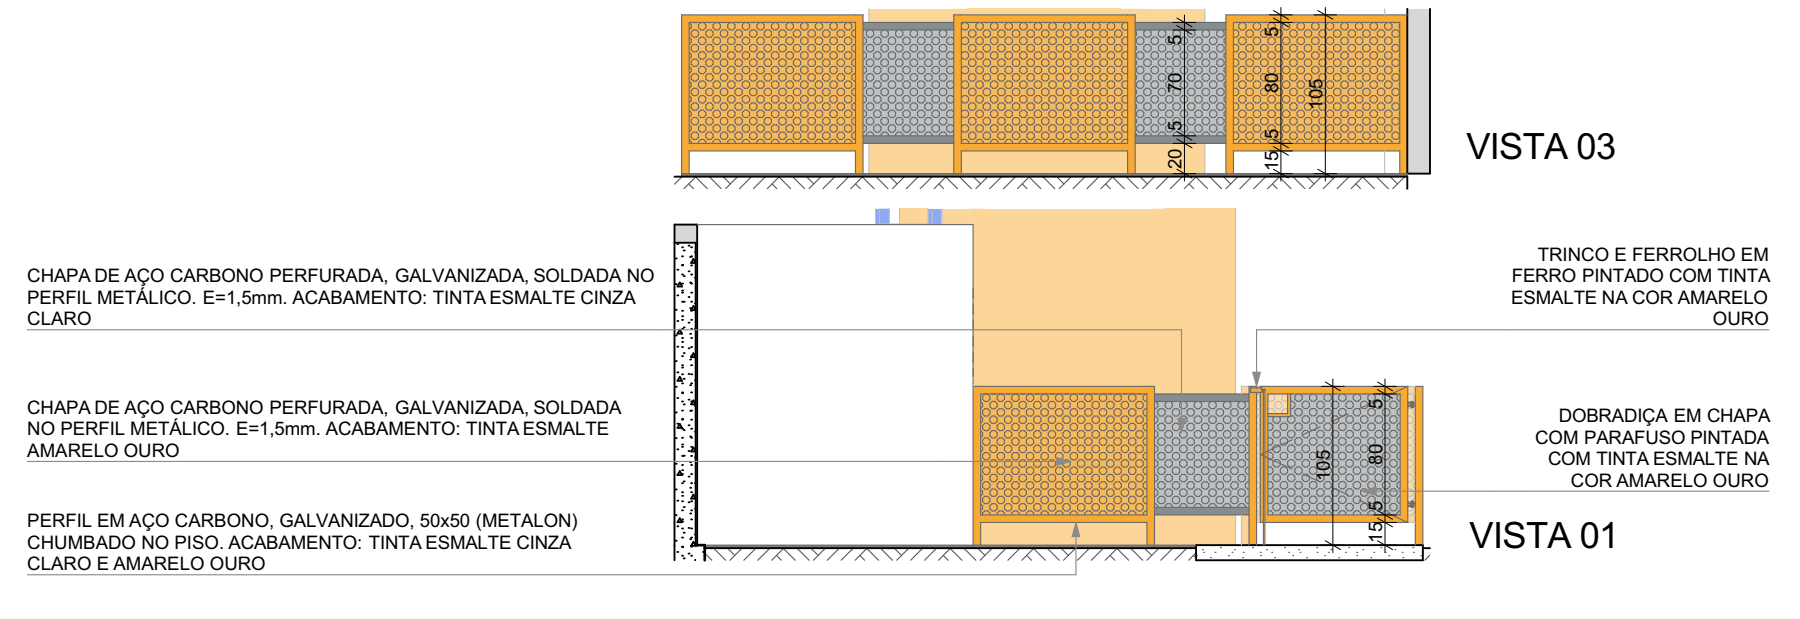 5
5
70
80
105
5
5
20
15
VISTA 03
CHAPA DE AÇO CARBONO PERFURADA, GALVANIZADA, SOLDADA NO
PERFIL METÁLICO. E=1,5mm. ACABAMENTO: TINTA ESMALTE CINZA
CLARO
TRINCO E FERROLHO EM
FERRO PINTADO COM TINTA
ESMALTE NA COR AMARELO
OURO
CHAPA DE AÇO CARBONO PERFURADA, GALVANIZADA, SOLDADA
NO PERFIL METÁLICO. E=1,5mm. ACABAMENTO: TINTA ESMALTE
AMARELO OURO
5
105
80
5
15
DOBRADIÇA EM CHAPA
COM PARAFUSO PINTADA
COM TINTA ESMALTE NA
COR AMARELO OURO
PERFIL EM AÇO CARBONO, GALVANIZADO, 50x50 (METALON)
CHUMBADO NO PISO. ACABAMENTO: TINTA ESMALTE CINZA
CLARO E AMARELO OURO
VISTA 01